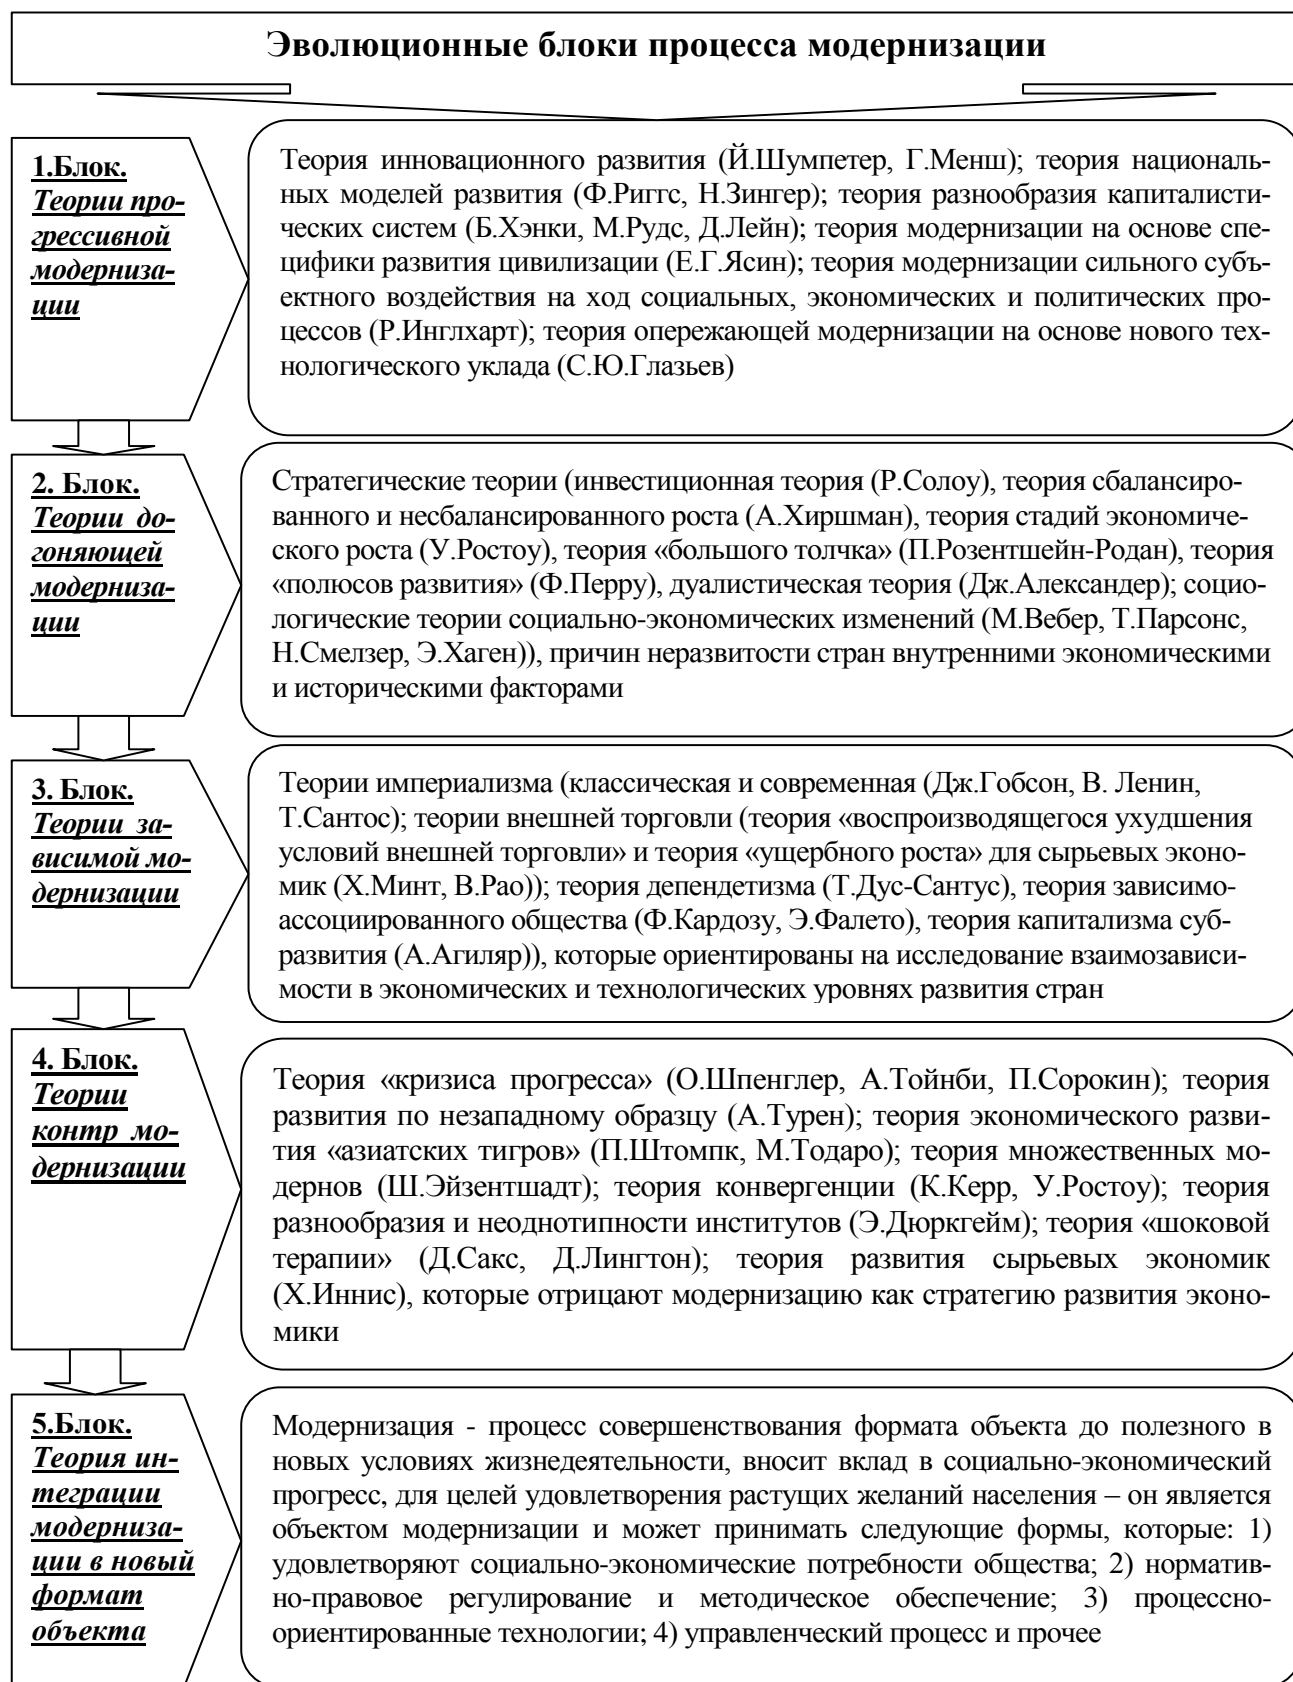 Эволюционные блоки процесса модернизации
1.Блок.
Теории про-
грессивной
модерниза-
ции
Теория инновационного развития (Й.Шумпетер, Г.Менш); теория националь-
ных моделей развития (Ф.Риггс, Н.Зингер); теория разнообразия капиталисти-
ческих систем (Б.Хэнки, М.Рудс, Д.Лейн); теория модернизации на основе спе-
цифики развития цивилизации (Е.Г.Ясин); теория модернизации сильного субъ-
ектного воздействия на ход социальных, экономических и политических про-
цессов (Р.Инглхарт); теория опережающей модернизации на основе нового тех-
нологического уклада (С.Ю.Глазьев)
2. Блок.
Теории до-
гоняющей
модерниза-
ции
Стратегические теории (инвестиционная теория (Р.Солоу), теория сбалансиро-
ванного и несбалансированного роста (А.Хиршман), теория стадий экономиче-
ского роста (У.Ростоу), теория «большого толчка» (П.Розентшейн-Родан), теория
«полюсов развития» (Ф.Перру), дуалистическая теория (Дж.Александер); социо-
логические теории социально-экономических изменений (М.Вебер, Т.Парсонс,
Н.Смелзер, Э.Хаген)), причин неразвитости стран внутренними экономическими
и историческими факторами
3. Блок.
Теории за-
висимой мо-
дернизации
Теории империализма (классическая и современная (Дж.Гобсон, В. Ленин,
Т.Сантос); теории внешней торговли (теория «воспроизводящегося ухудшения
условий внешней торговли» и теория «ущербного роста» для сырьевых эконо-
мик (Х.Минт, В.Рао)); теория депендетизма (Т.Дус-Сантус), теория зависимо-
ассоциированного общества (Ф.Кардозу, Э.Фалето), теория капитализма суб-
развития (А.Агиляр)), которые ориентированы на исследование взаимозависи-
мости в экономических и технологических уровнях развития стран
4. Блок.
Теории
контр мо-
дернизации
Теория «кризиса прогресса» (О.Шпенглер, А.Тойнби, П.Сорокин); теория
развития по незападному образцу (А.Турен); теория экономического разви-
тия «азиатских тигров» (П.Штомпк, М.Тодаро); теория множественных мо-
дернов (Ш.Эйзентшадт); теория конвергенции (К.Керр, У.Ростоу); теория
разнообразия и неоднотипности институтов (Э.Дюркгейм); теория «шоковой
терапии» (Д.Сакс, Д.Лингтон); теория развития сырьевых экономик
(Х.Иннис), которые отрицают модернизацию как стратегию развития эконо-
мики
5.Блок.
Теория ин-
теграции
модерниза-
ции в новый
формат
объекта
Модернизация - процесс совершенствования формата объекта до полезного в
новых условиях жизнедеятельности, вносит вклад в социально-экономический
прогресс, для целей удовлетворения растущих желаний населения – он является
объектом модернизации и может принимать следующие формы, которые: 1)
удовлетворяют социально-экономические потребности общества; 2) норматив-
но-правовое регулирование и методическое обеспечение; 3) процессно-
ориентированные технологии; 4) управленческий процесс и прочее